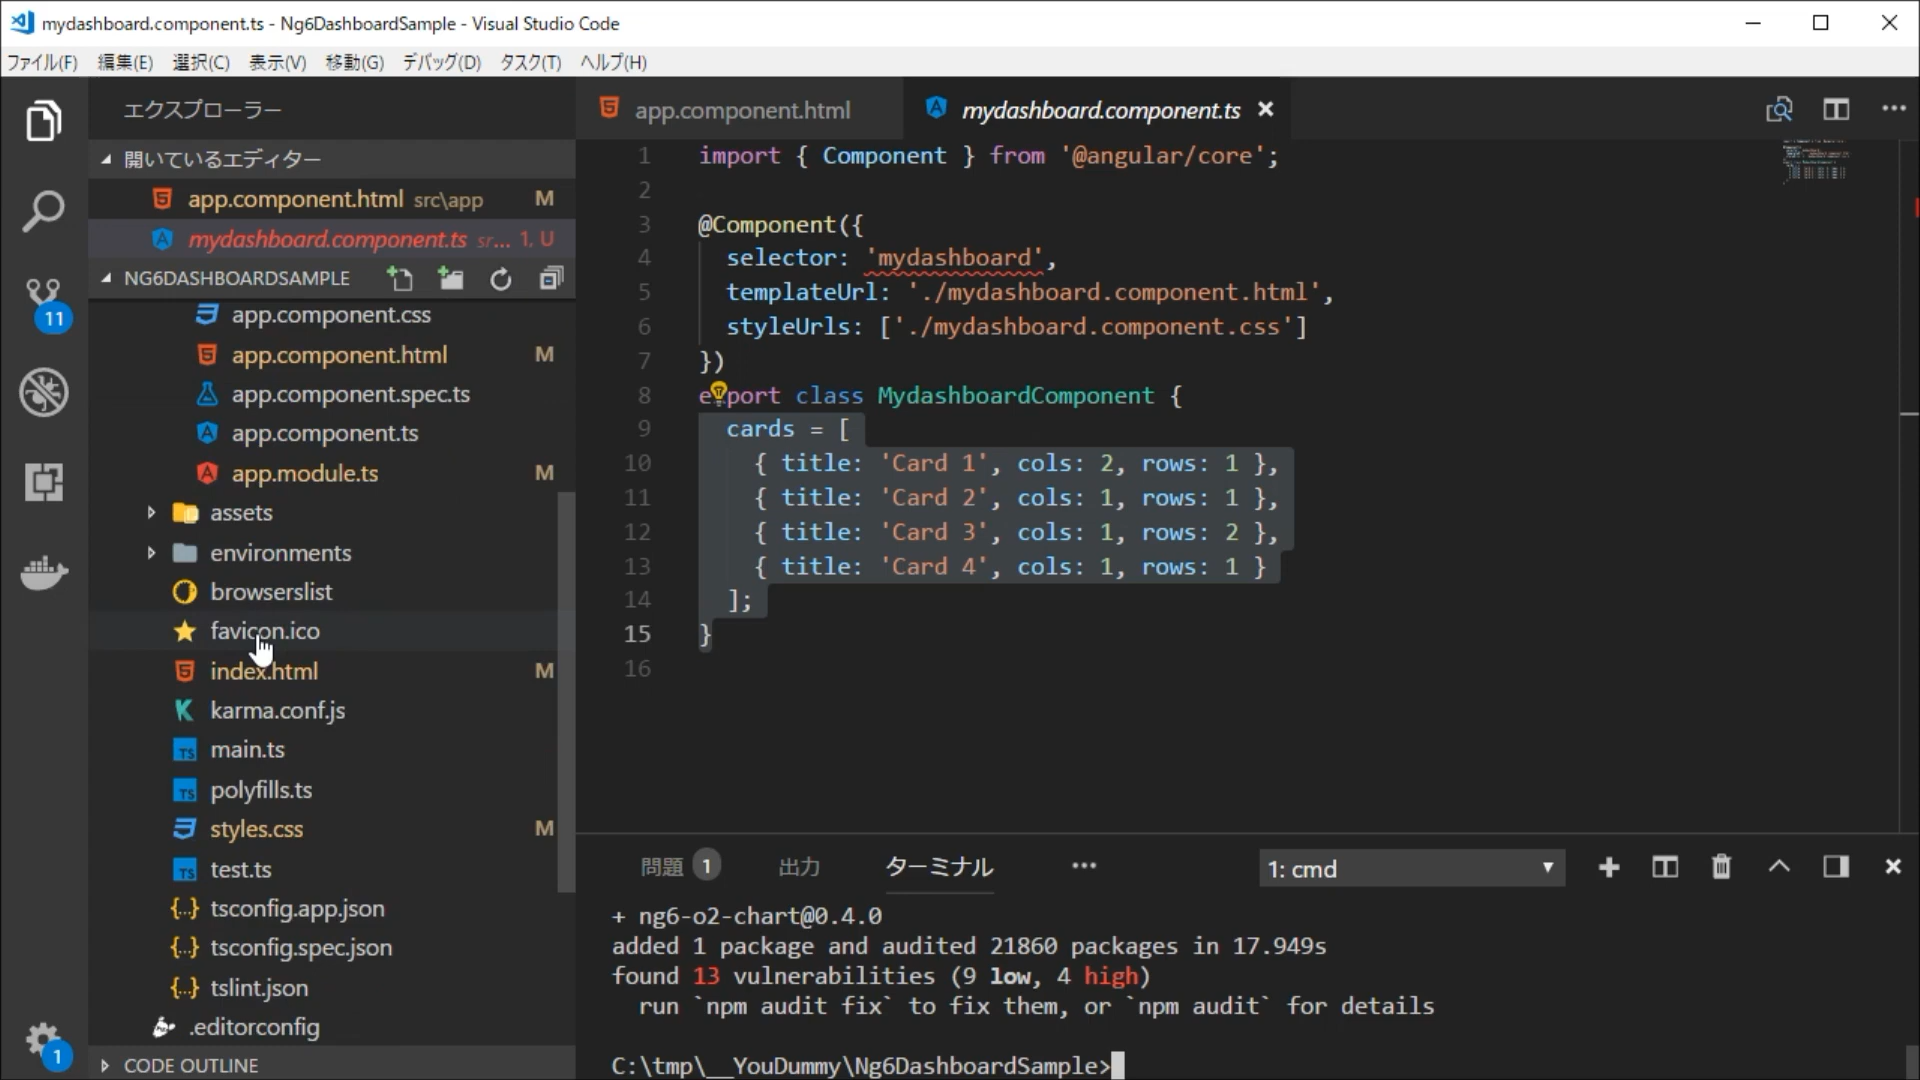 mydashboard.component.ts - Ng6DashboardSample - Visual Studio Code
ファイル(F) 編集(E) 選択(C) 表示(V) 移動(G) デバッグ(D) タスク(T) ヘルプ(H)
エクスプローラー
開いているエディター
app.component.html src\app M
mydashboard.component.ts sr... 1, U
NG6DASHBOARDSAMPLE
app.component.css
app.component.html M
app.component.spec.ts
app.component.ts
app.module.ts M
assets
environments
browserslist
favicon.ico
index.html M
karma.conf.js
main.ts
polyfills.ts
styles.css M
test.ts
tsconfig.app.json
tsconfig.spec.json
tslint.json
.editorconfig
CODE OUTLINE
11
1
app.component.html mydashboard.component.ts
1 import { Component } from '@angular/core';
2
3 @Component({
4 selector: 'mydashboard',
5 templateUrl: './mydashboard.component.html',
6 styleUrls: ['./mydashboard.component.css']
7 })
8 export class MydashboardComponent {
9 cards = [
10 { title: 'Card 1', cols: 2, rows: 1 },
11 { title: 'Card 2', cols: 1, rows: 1 },
12 { title: 'Card 3', cols: 1, rows: 2 },
13 { title: 'Card 4', cols: 1, rows: 1 }
14 ];
15 }
16
問題 1 出力 ターミナル ... 1: cmd
+ ng6-o2-chart@0.4.0
added 1 package and audited 21860 packages in 17.949s
found 13 vulnerabilities (9 low, 4 high)
run `npm audit fix` to fix them, or `npm audit` for details
C:\tmp\__YouDummy\Ng6DashboardSample>